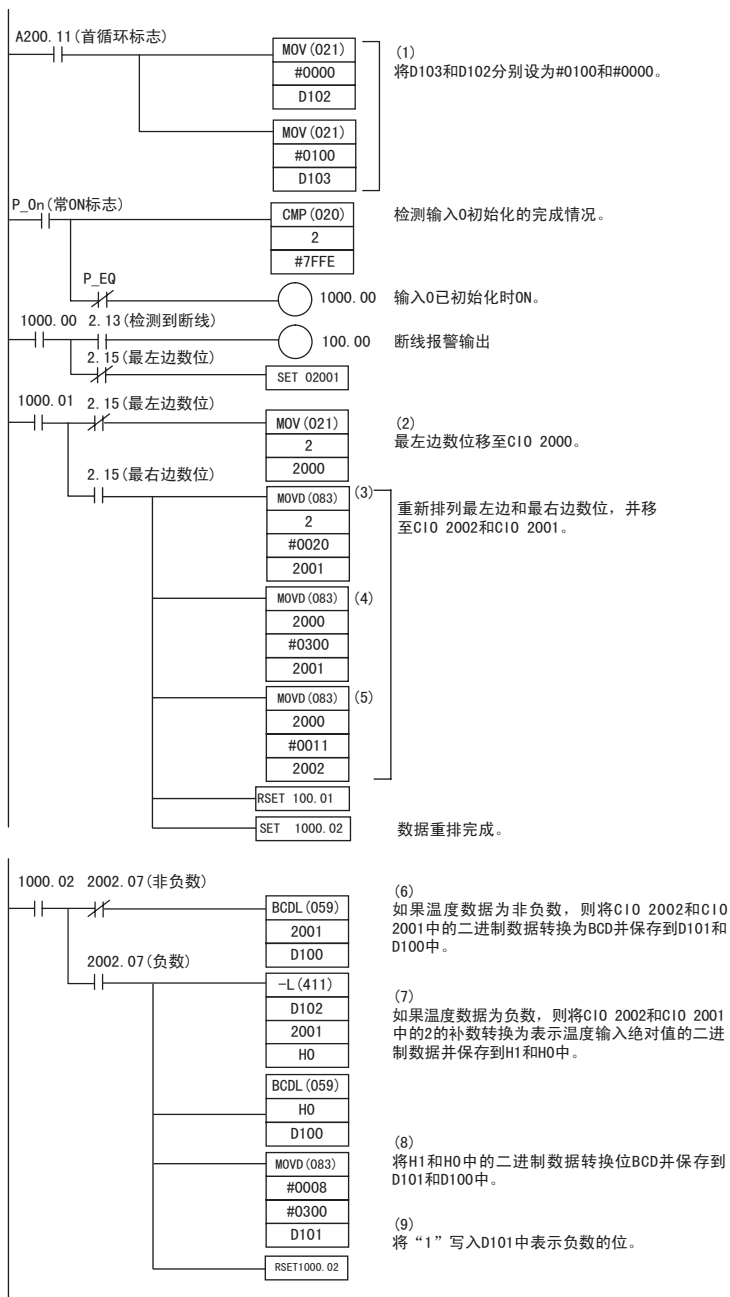 A200.11(首循环标志)
MOV(021)
#0000
D102
(1)
将D103和D102分别设为#0100和#0000。
MOV(021)
#0100
D103
P_On(常ON标志)
CMP(020)
2
#7FFE
检测输入0初始化的完成情况。
P_EQ
1000.00 输入0已初始化时ON。
1000.00 2.13(检测到断线)
100.00 断线报警输出
2.15(最左边数位)
SET 02001
1000.01 2.15(最左边数位)
MOV(021)
2
2000
(2)
最左边数位移至CIO 2000。
2.15(最右边数位)
MOVD(083)
2
#0020
2001
(3)
重新排列最左边和最右边数位，并移
至CIO 2002和CIO 2001。
MOVD(083)
2000
#0300
2001
(4)
MOVD(083)
2000
#0011
2002
(5)
RSET 100.01
SET 1000.02
数据重排完成。
1000.02 2002.07(非负数)
BCDL(059)
2001
D100
(6)
如果温度数据为非负数，则将CIO 2002和CIO
2001中的二进制数据转换为BCD并保存到D101和
D100中。
2002.07(负数)
-L(411)
D102
2001
H0
(7)
如果温度数据为负数，则将CIO 2002和CIO 2001
中的2的补数转换为表示温度输入绝对值的二进
制数据并保存到H1和H0中。
BCDL(059)
H0
D100
(8)
将H1和H0中的二进制数据转换位BCD并保存到
D101和D100中。
MOVD(083)
#0008
#0300
D101
(9)
将“1”写入D101中表示负数的位。
RSET1000.02